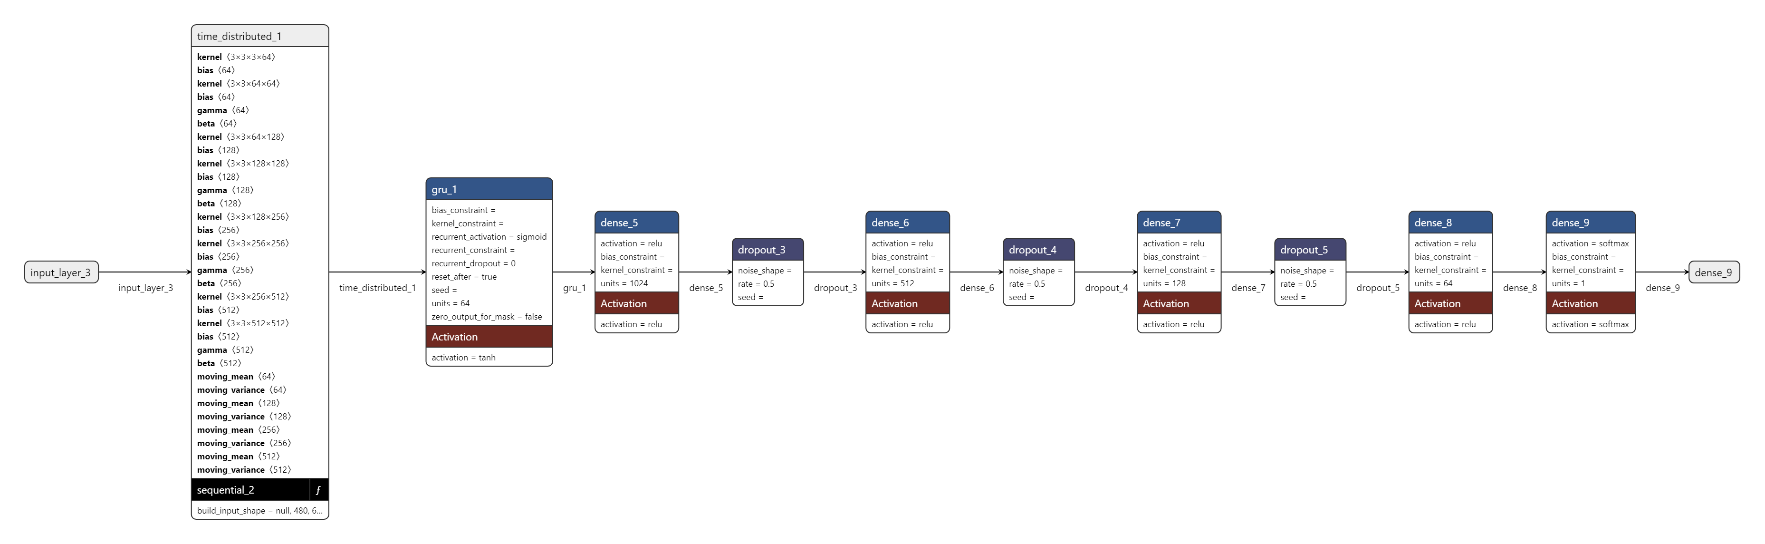 input_layer_3
input_layer_3
time_distributed_1
kernel 〈3×3×3×64〉
bias 〈64〉
kernel 〈3×3×64×64〉
bias 〈64〉
gamma 〈64〉
beta 〈64〉
kernel 〈3×3×64×128〉
bias 〈128〉
kernel 〈3×3×128×128〉
bias 〈128〉
gamma 〈128〉
beta 〈128〉
kernel 〈3×3×128×256〉
bias 〈256〉
kernel 〈3×3×256×256〉
bias 〈256〉
gamma 〈256〉
beta 〈256〉
kernel 〈3×3×256×512〉
bias 〈512〉
kernel 〈3×3×512×512〉
bias 〈512〉
gamma 〈512〉
beta 〈512〉
moving_mean 〈64〉
moving_variance 〈64〉
moving_mean 〈128〉
moving_variance 〈128〉
moving_mean 〈256〉
moving_variance 〈256〉
moving_mean 〈512〉
moving_variance 〈512〉
sequential_2 ƒ
build_input_shape = null, 480, 6…
time_distributed_1
gru_1
bias_constraint =
kernel_constraint =
recurrent_activation = sigmoid
recurrent_constraint =
recurrent_dropout = 0
reset_after = true
seed =
units = 64
zero_output_for_mask = false
Activation
activation = tanh
gru_1
dense_5
activation = relu
bias_constraint =
kernel_constraint =
units = 1024
Activation
activation = relu
dense_5
dropout_3
noise_shape =
rate = 0.5
seed =
dropout_3
dense_6
activation = relu
bias_constraint =
kernel_constraint =
units = 512
Activation
activation = relu
dense_6
dropout_4
noise_shape =
rate = 0.5
seed =
dropout_4
dense_7
activation = relu
bias_constraint =
kernel_constraint =
units = 128
Activation
activation = relu
dense_7
dropout_5
noise_shape =
rate = 0.5
seed =
dropout_5
dense_8
activation = relu
bias_constraint =
kernel_constraint =
units = 64
Activation
activation = relu
dense_8
dense_9
activation = softmax
bias_constraint =
kernel_constraint =
units = 1
Activation
activation = softmax
dense_9
dense_9